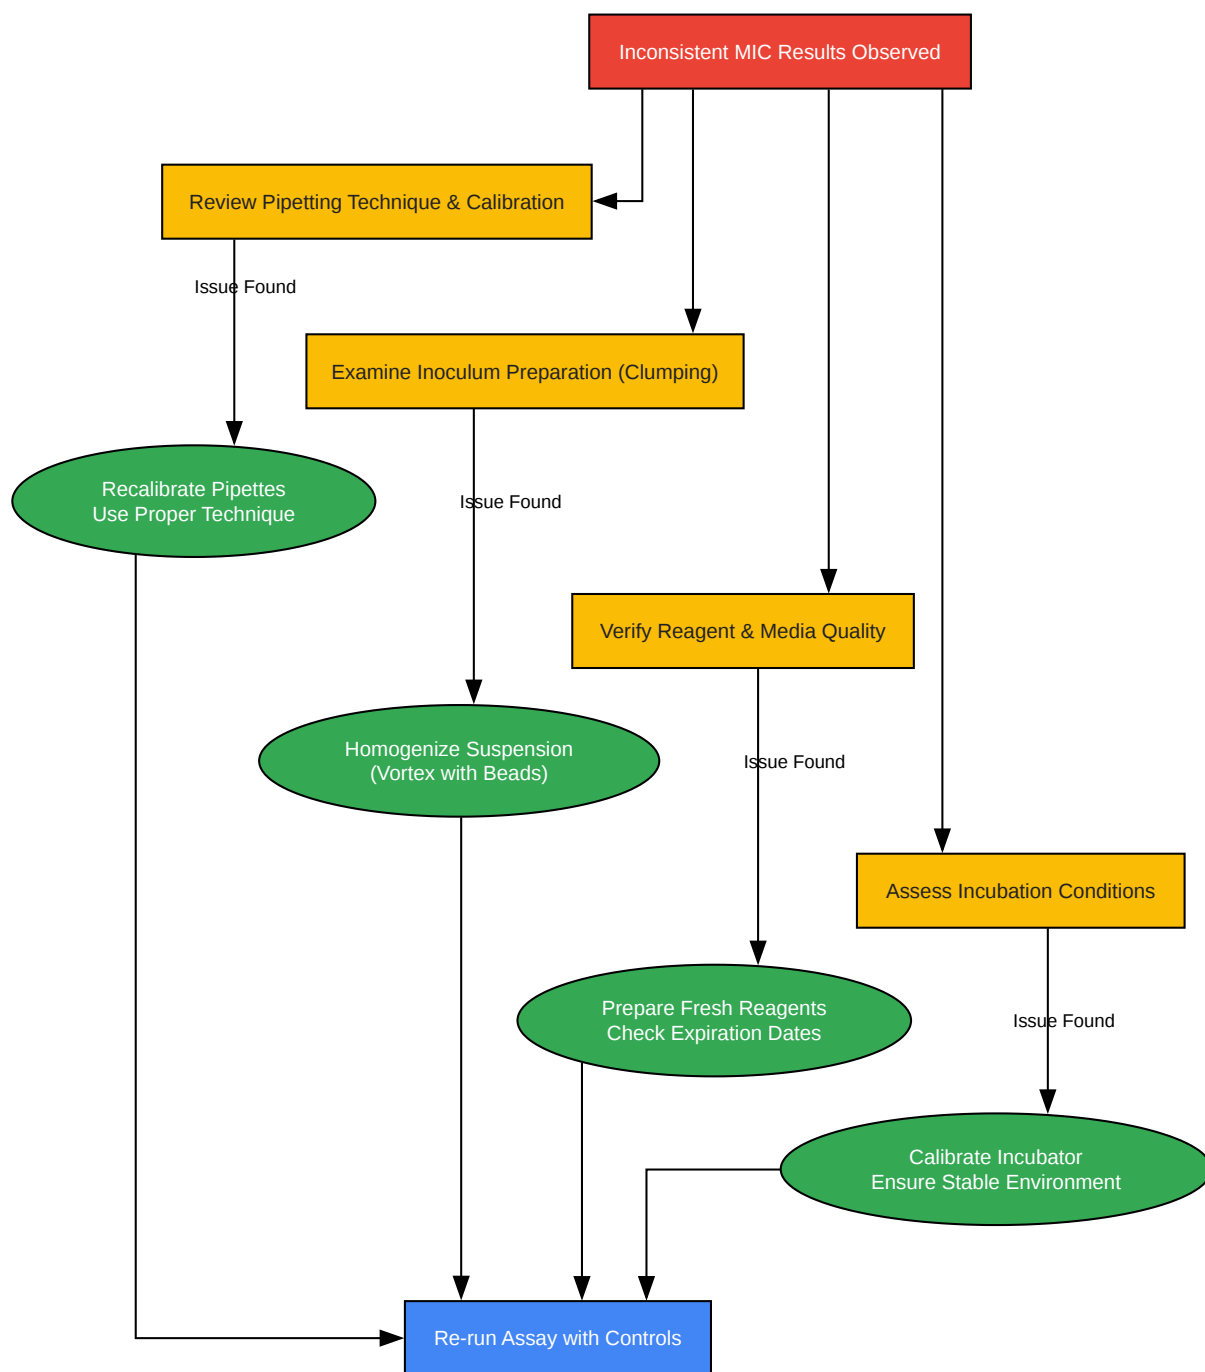 Inconsistent MIC Results Observed
Review Pipetting Technique & Calibration
Issue Found
Examine Inoculum Preparation (Clumping)
Recalibrate Pipettes
Use Proper Technique
Issue Found
Verify Reagent & Media Quality
Homogenize Suspension
(Vortex with Beads)
Issue Found
Assess Incubation Conditions
Prepare Fresh Reagents
Check Expiration Dates
Issue Found
Calibrate Incubator
Ensure Stable Environment
Re-run Assay with Controls